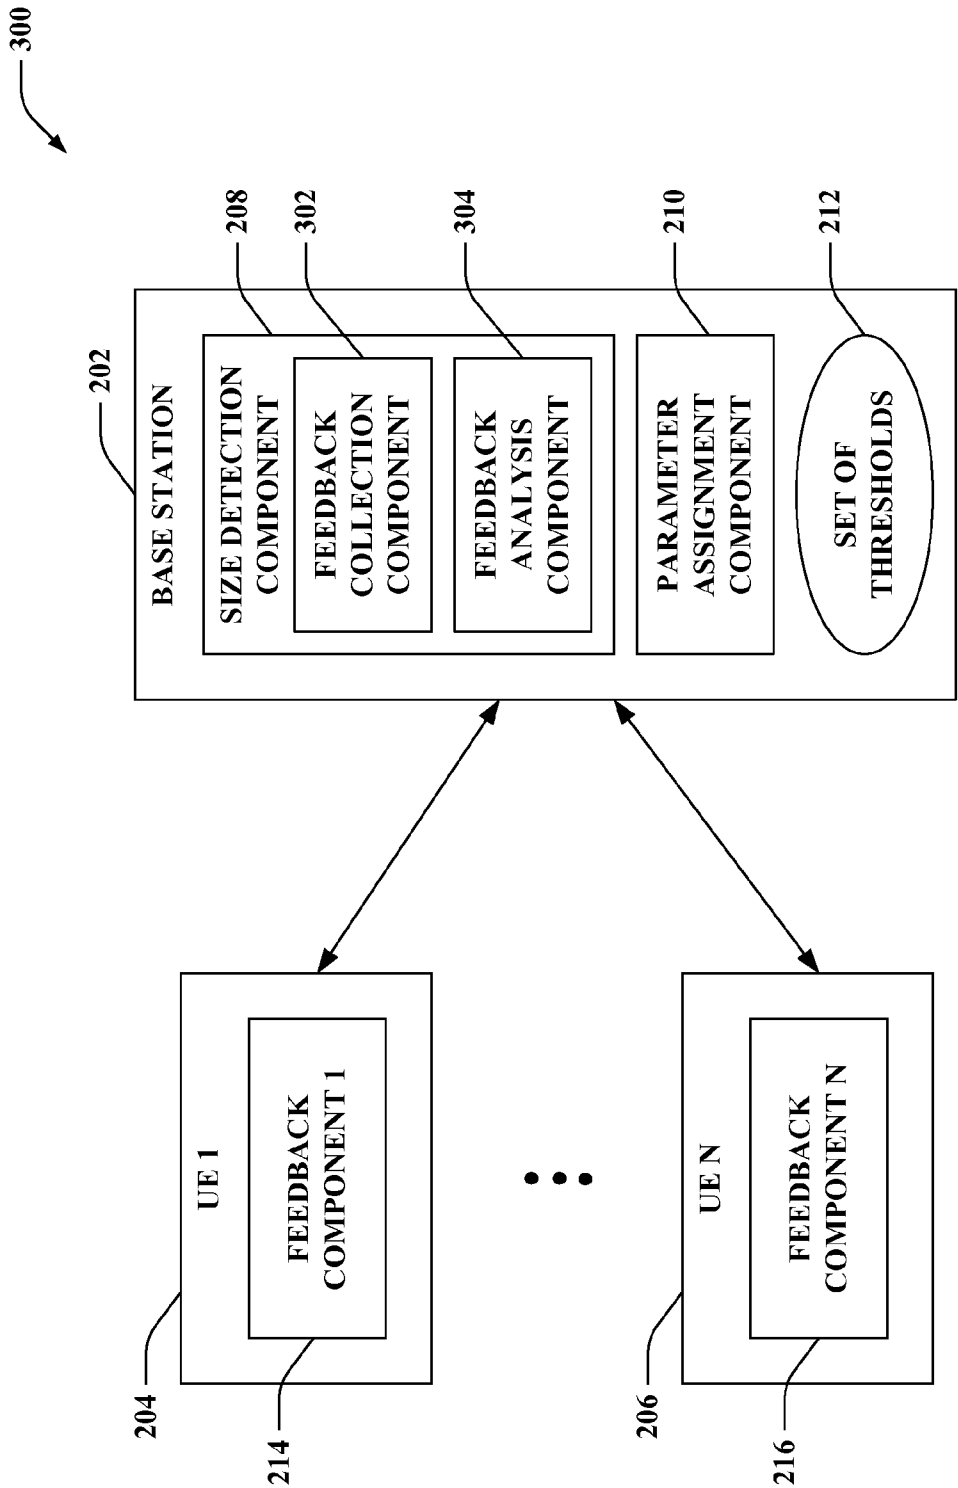 300
202
BASE STATION
208
SIZE DETECTION
COMPONENT
302
FEEDBACK
COLLECTION
COMPONENT
304
FEEDBACK
ANALYSIS
COMPONENT
210
PARAMETER
ASSIGNMENT
COMPONENT
212
SET OF
THRESHOLDS
204
UE 1
214
FEEDBACK
COMPONENT 1
206
UE N
216
FEEDBACK
COMPONENT N